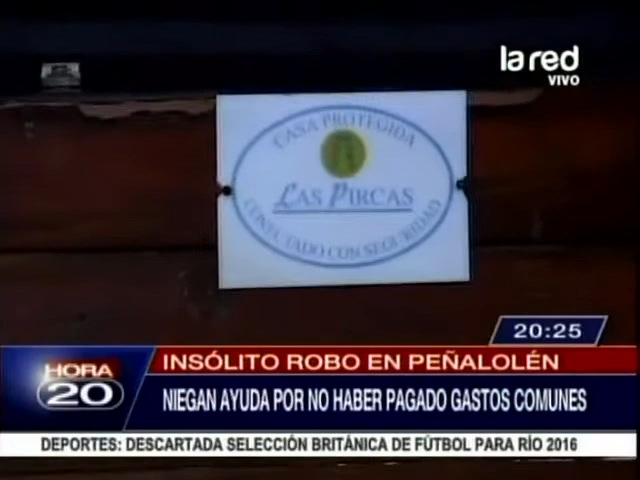 la red
VIVO
CASA PROTEGIDA
LAS PIRCAS
CONECTADO CON SEGURIDAD
20:25
HORA
20
INSÓLITO ROBO EN PEÑALOLÉN
NIEGAN AYUDA POR NO HABER PAGADO GASTOS COMUNES
DEPORTES: DESCARTADA SELECCIÓN BRITÁNICA DE FÚTBOL PARA RÍO 2016